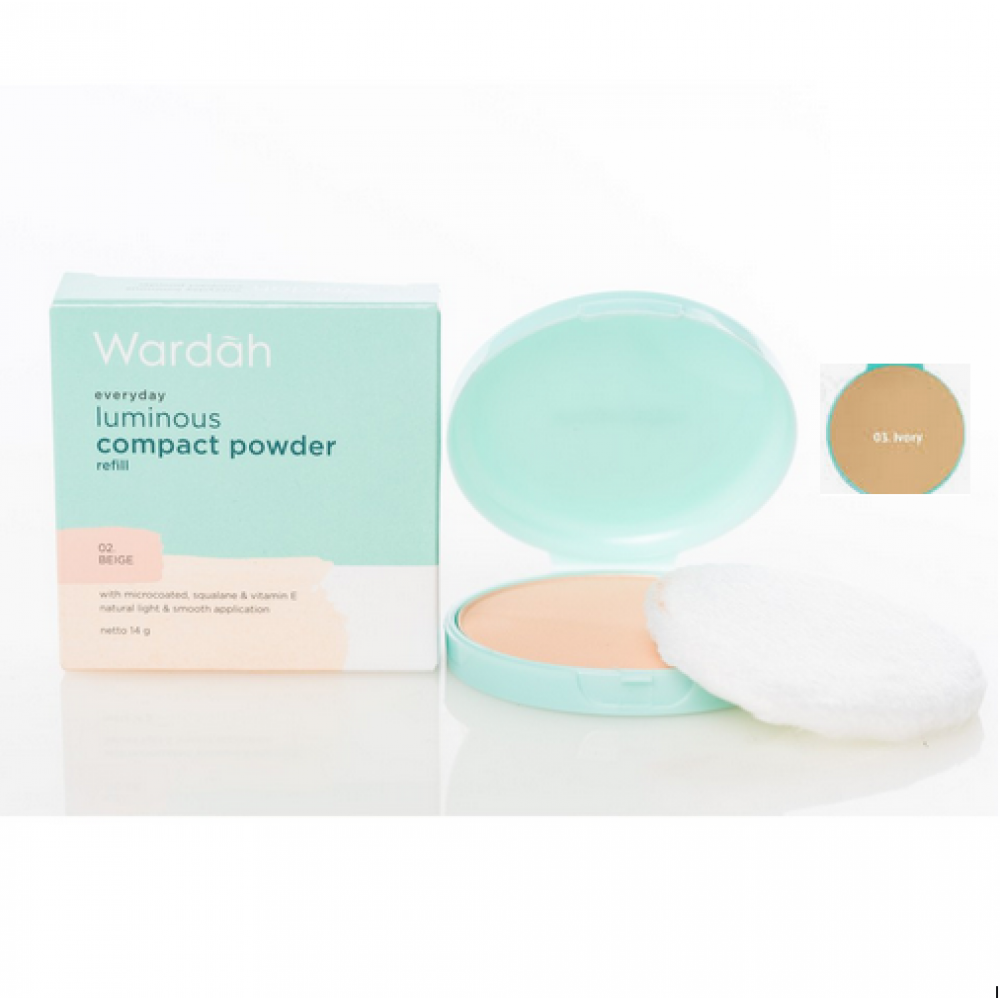 Wardàh
everyday
luminous
compact powder
refill
02.
BEIGE
with microcoated, squalane & vitamin E
natural light & smooth application
netto 14 g
03. Ivory